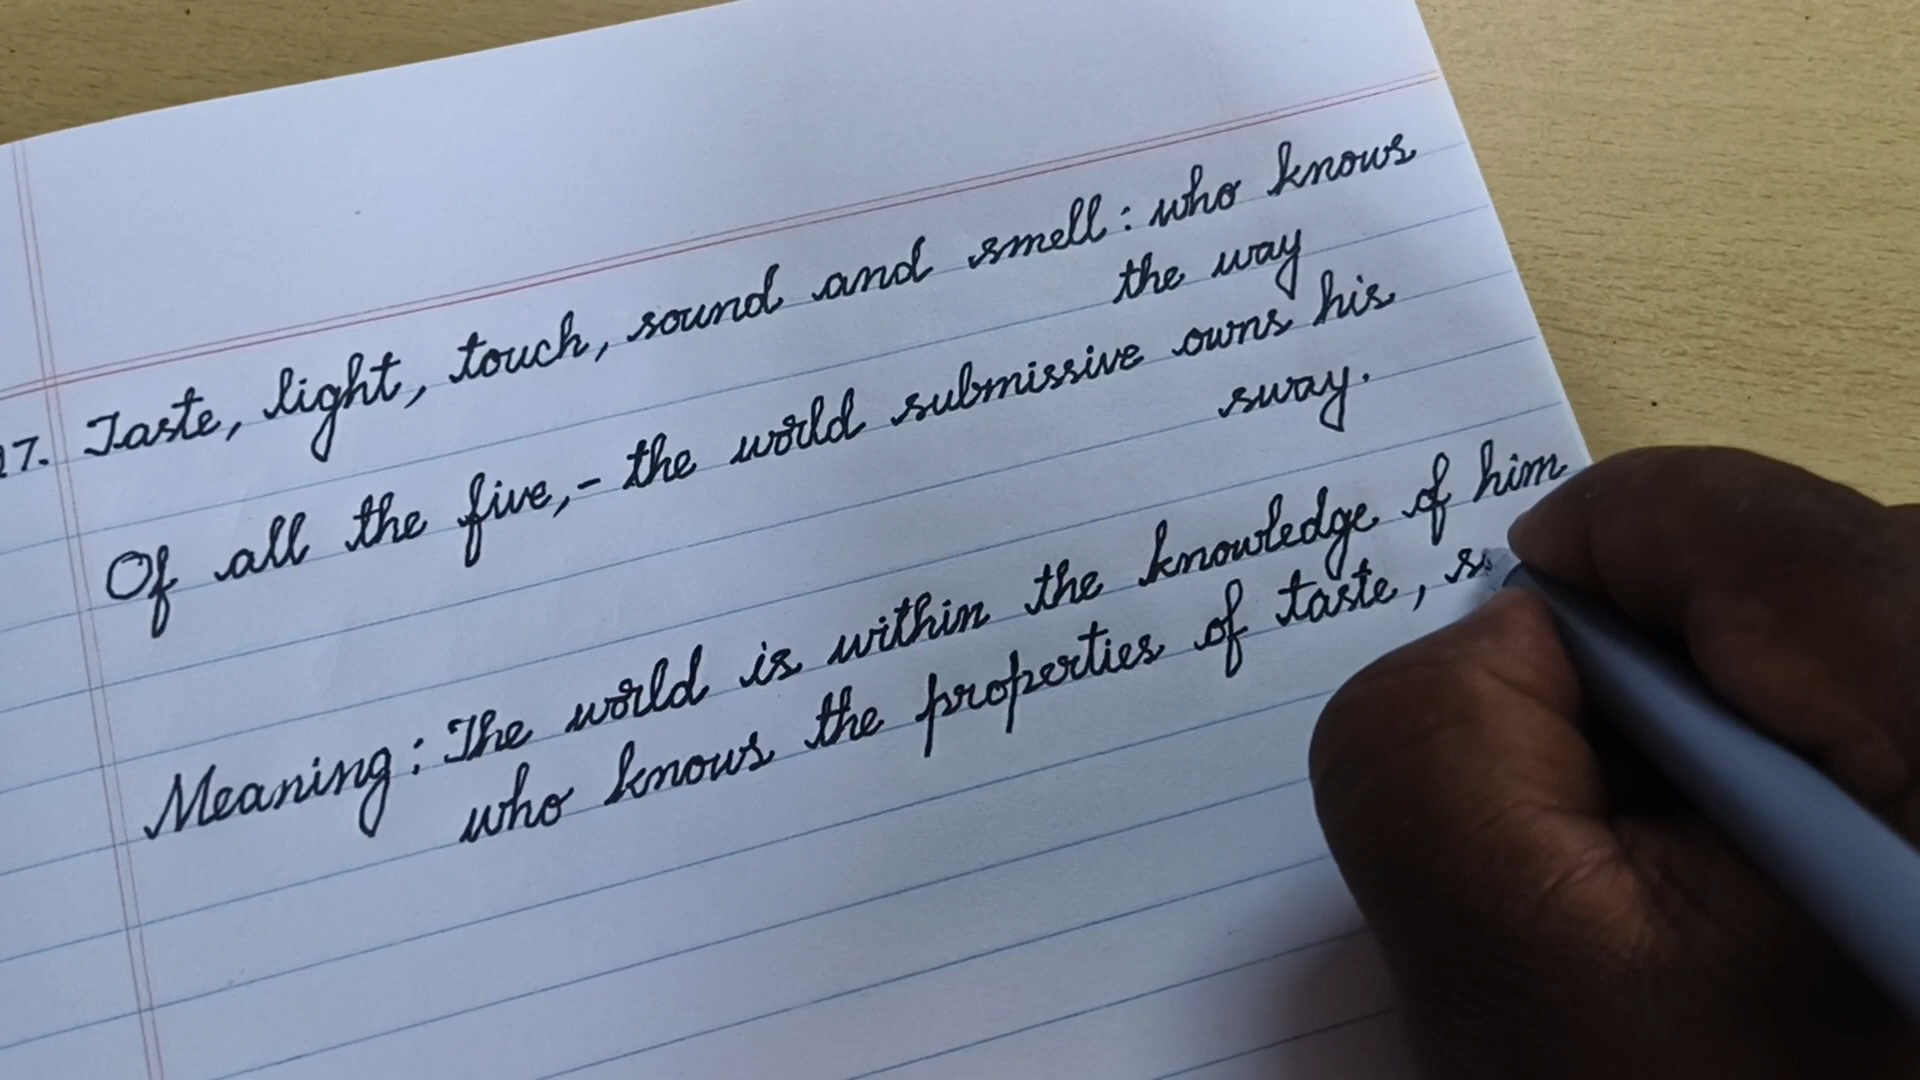 27. Taste, light, touch, sound and smell: who knows
the way
Of all the five,- the world submissive owns his
sway.
Meaning: The world is within the knowledge of him
who knows the properties of taste,